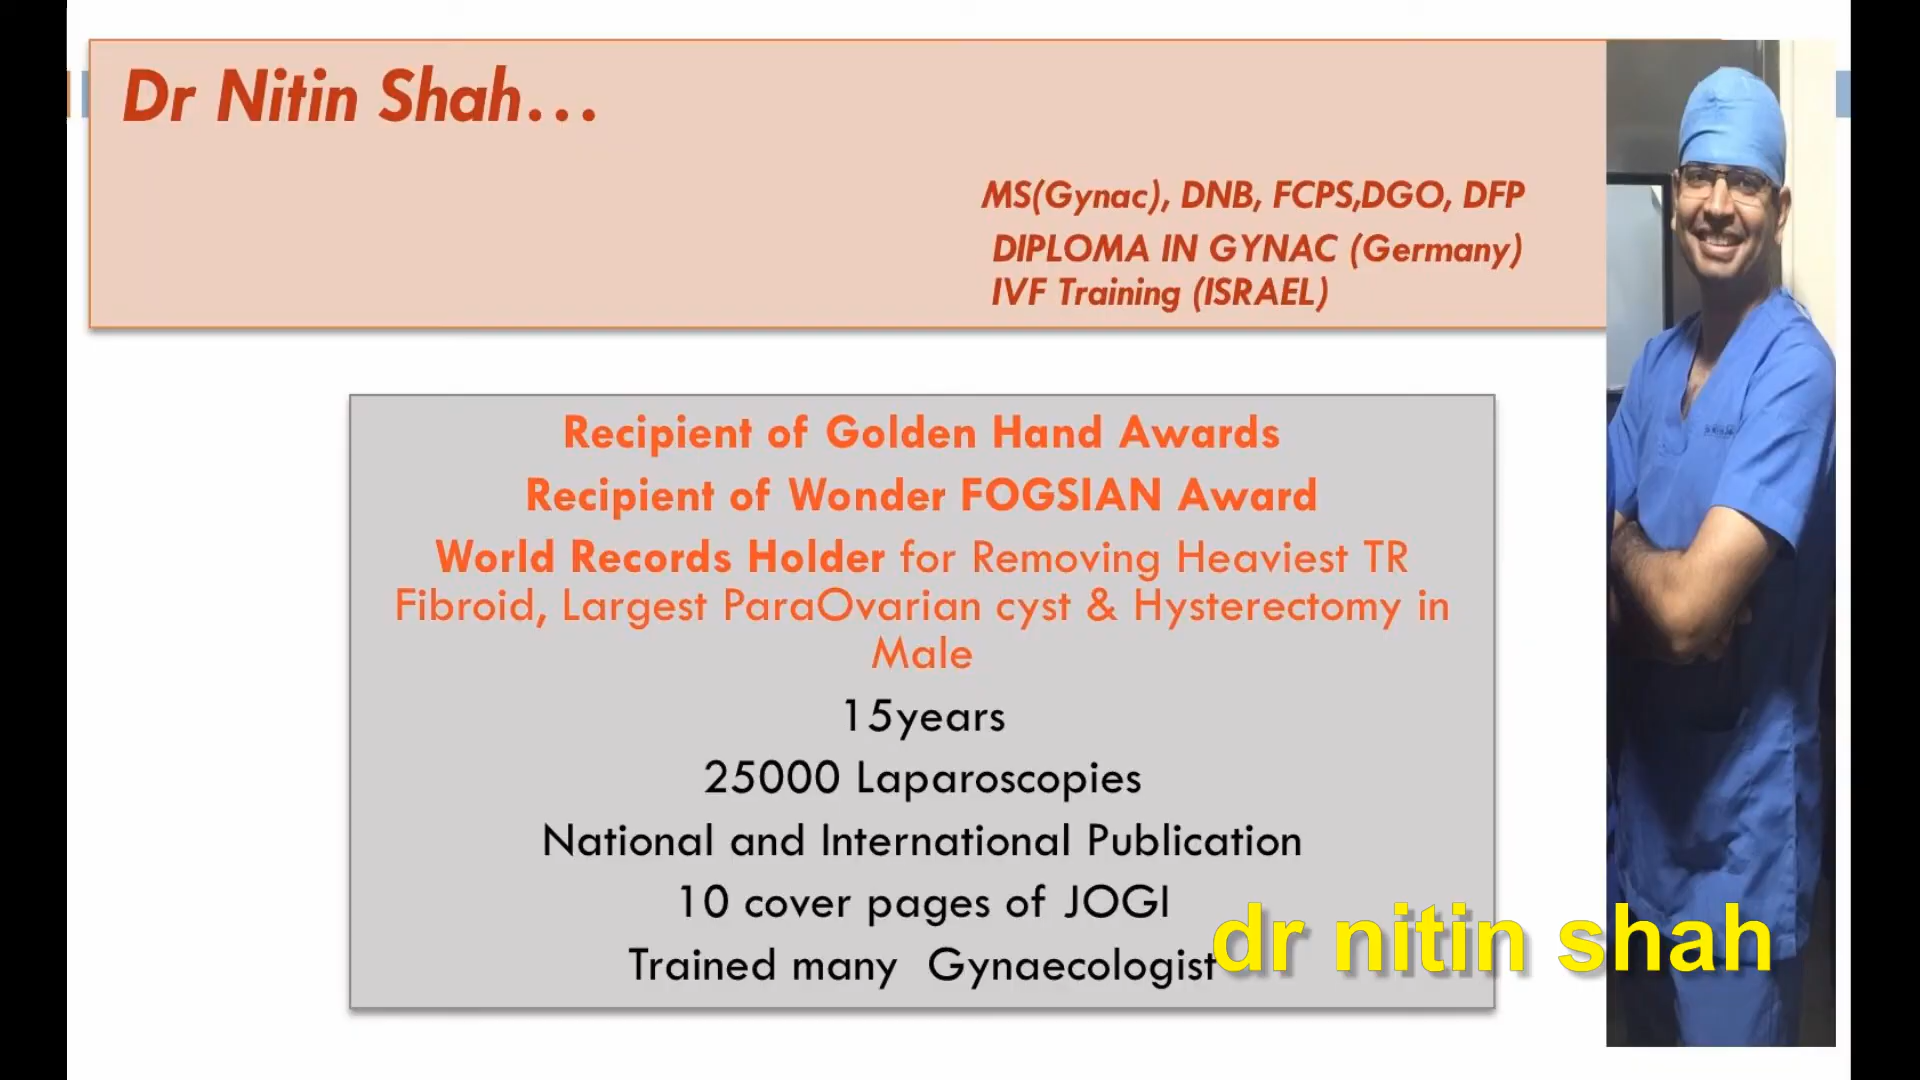 Dr Nitin Shah...
MS(Gynac), DNB, FCPS,DGO, DFP
DIPLOMA IN GYNAC (Germany)
IVF Training (ISRAEL)
Recipient of Golden Hand Awards
Recipient of Wonder FOGSIAN Award
World Records Holder for Removing Heaviest TR
Fibroid, Largest ParaOvarian cyst & Hysterectomy in
Male
15years
25000 Laparoscopies
National and International Publication
10 cover pages of JOGI
Trained many  Gynaecologist
dr nitin shah